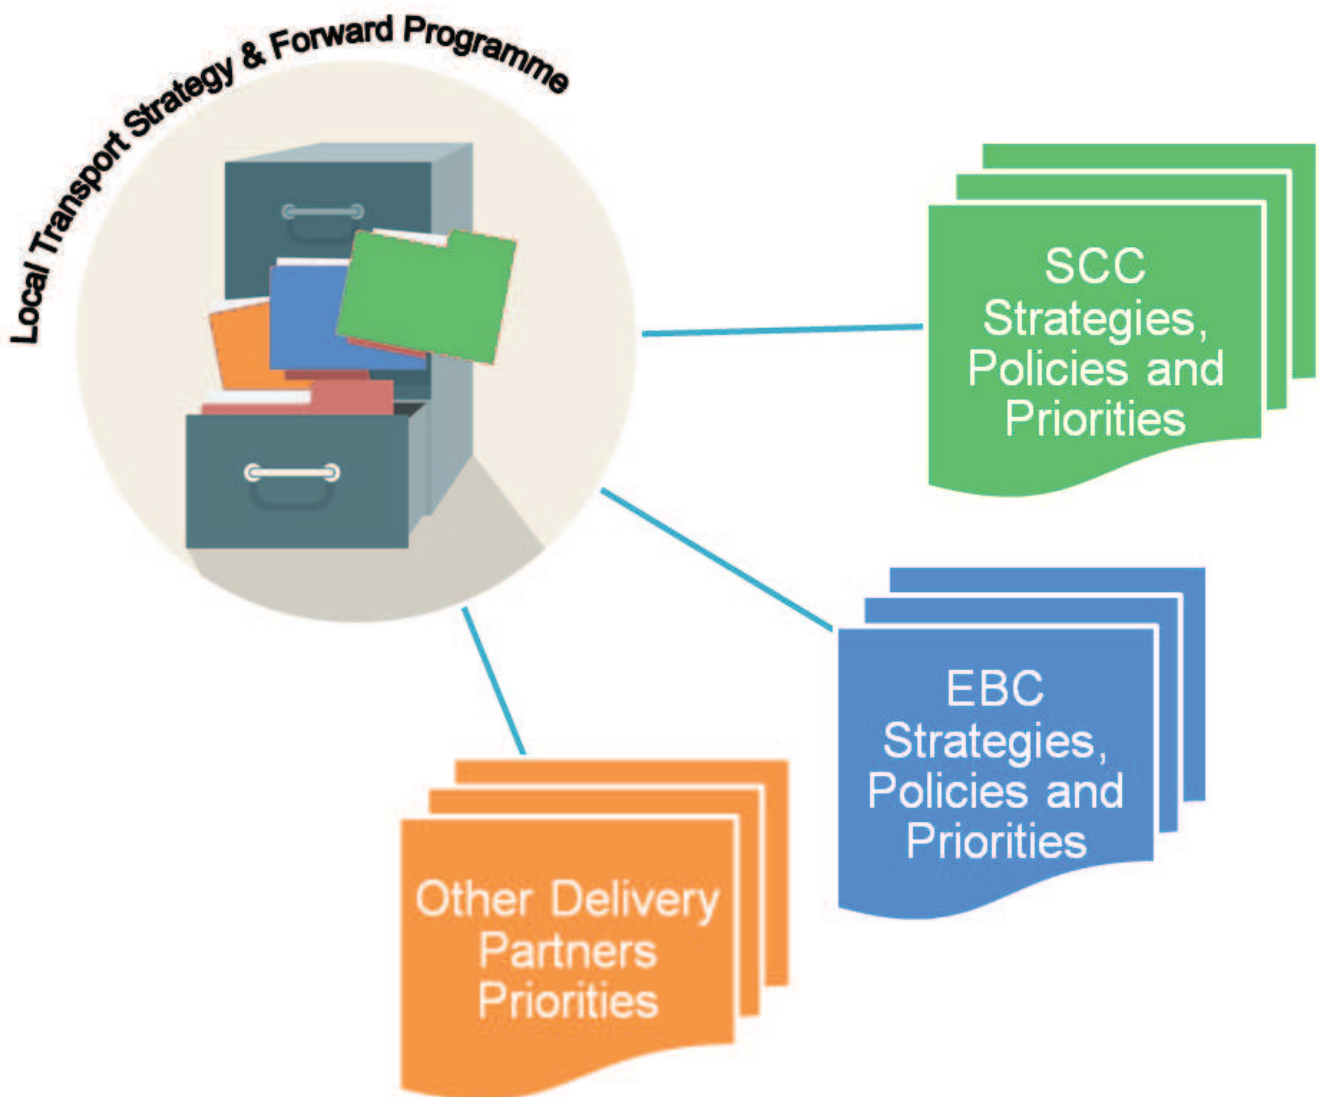 Local Transport Strategy & Forward Programme
SCC
Strategies,
Policies and
Priorities
EBC
Strategies,
Policies and
Priorities
Other Delivery
Partners
Priorities